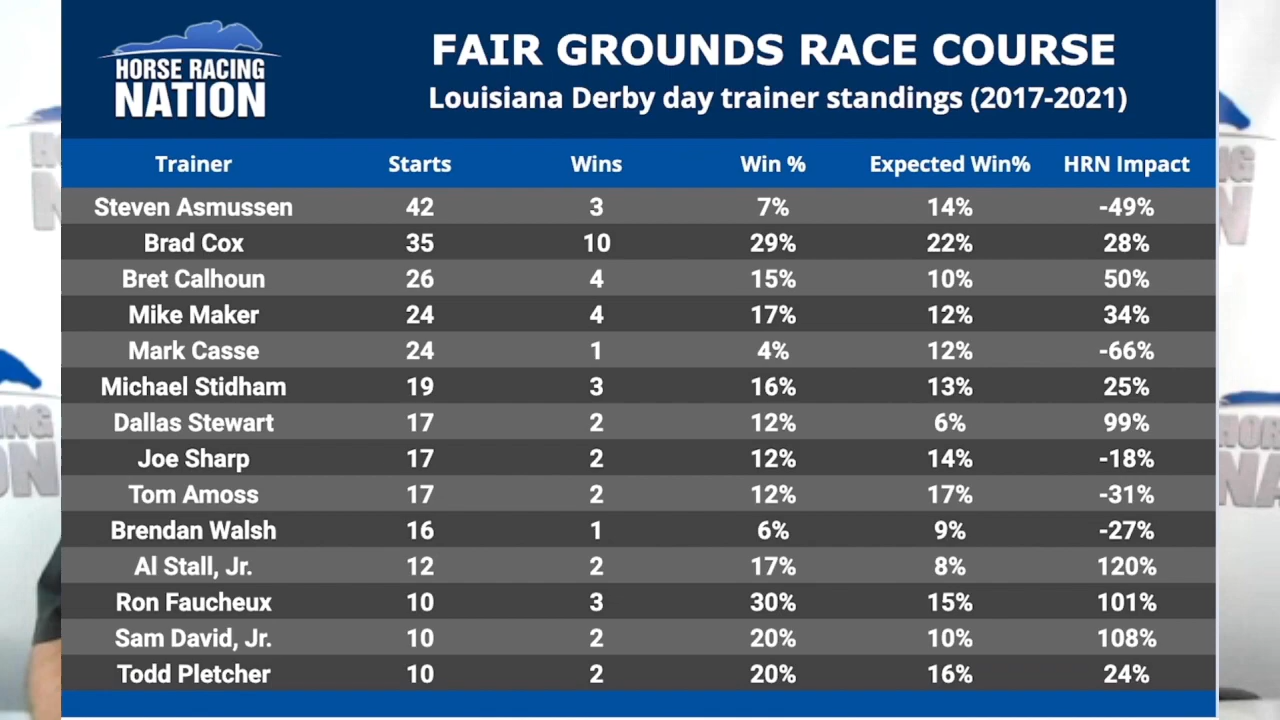 HORSE RACING
NATION
FAIR GROUNDS RACE COURSE
Louisiana Derby day trainer standings (2017-2021)
Trainer Starts Wins Win % Expected Win% HRN Impact
Steven Asmussen 42 3 7% 14% -49%
Brad Cox 35 10 29% 22% 28%
Bret Calhoun 26 4 15% 10% 50%
Mike Maker 24 4 17% 12% 34%
Mark Casse 24 1 4% 12% -66%
Michael Stidham 19 3 16% 13% 25%
Dallas Stewart 17 2 12% 6% 99%
Joe Sharp 17 2 12% 14% -18%
Tom Amoss 17 2 12% 17% -31%
Brendan Walsh 16 1 6% 9% -27%
Al Stall, Jr. 12 2 17% 8% 120%
Ron Faucheux 10 3 30% 15% 101%
Sam David, Jr. 10 2 20% 10% 108%
Todd Pletcher 10 2 20% 16% 24%